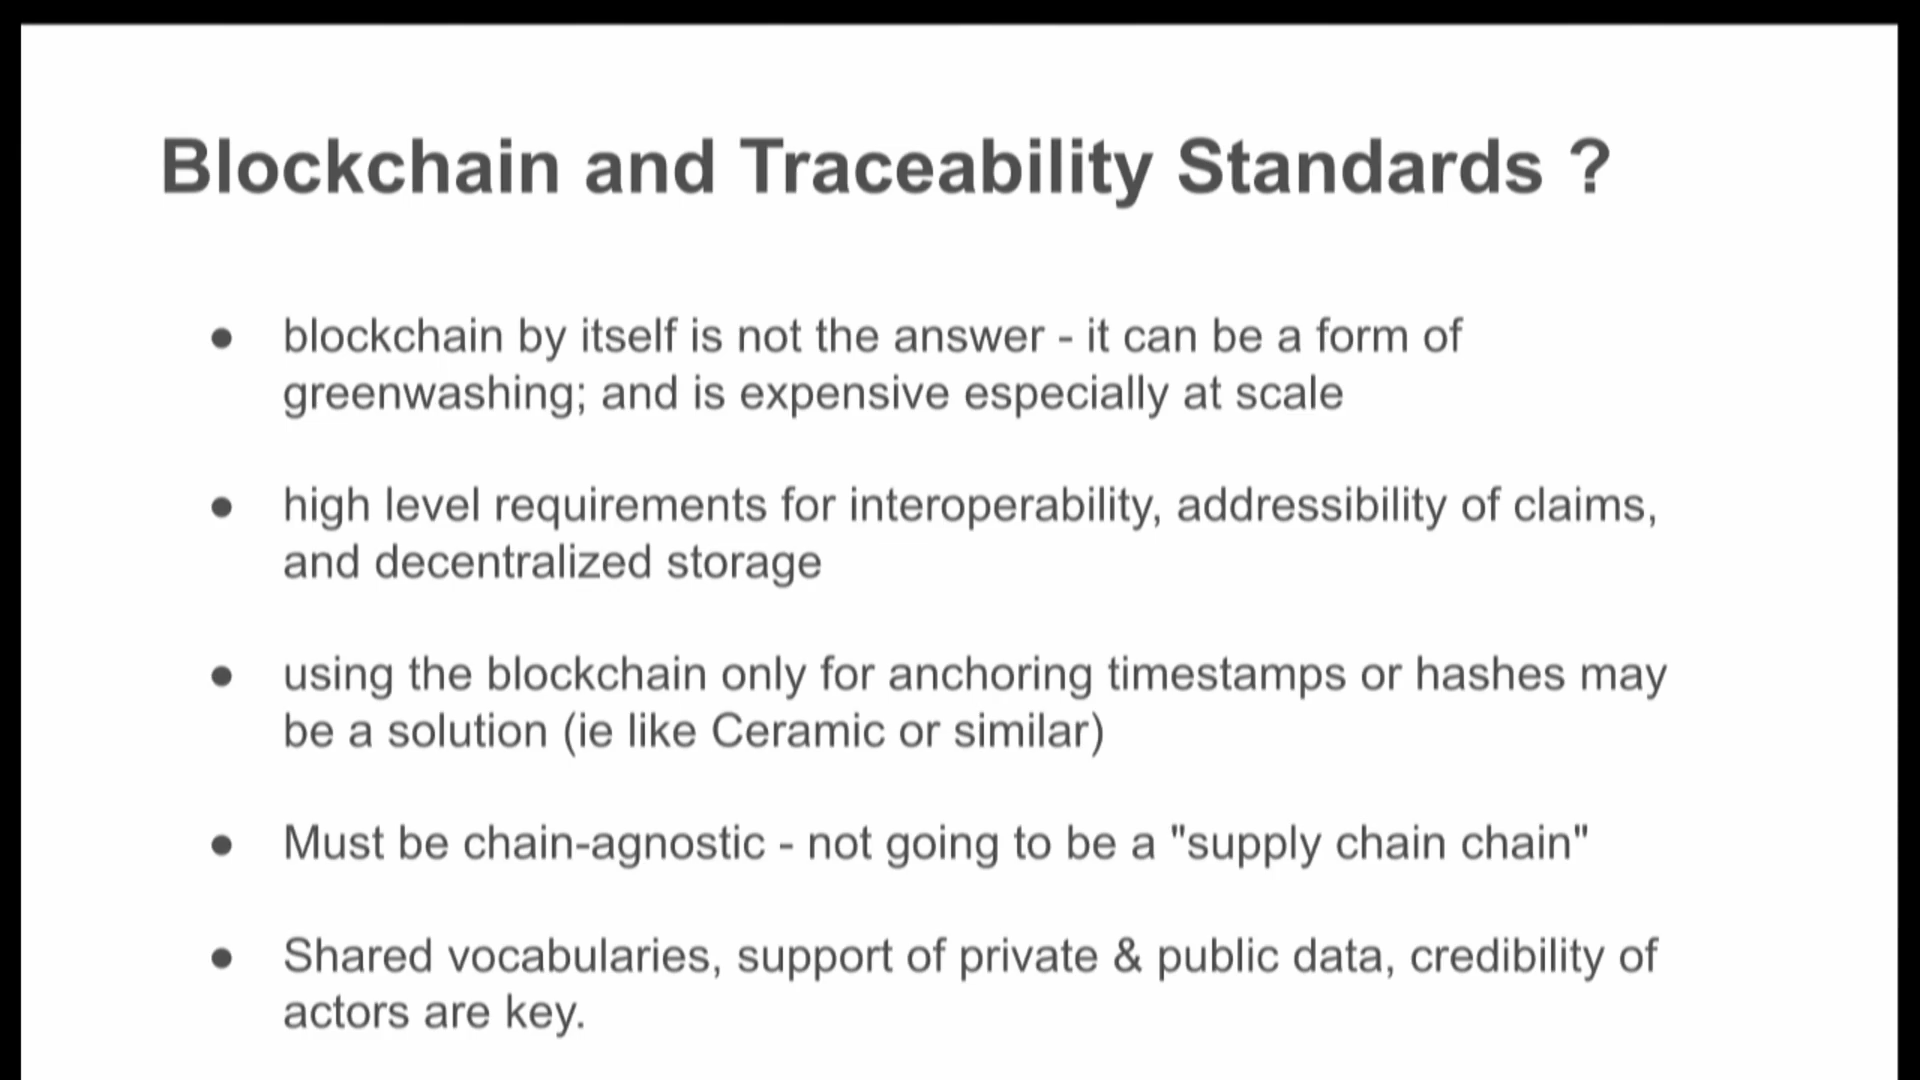 Blockchain and Traceability Standards ?
● blockchain by itself is not the answer - it can be a form of
greenwashing; and is expensive especially at scale
● high level requirements for interoperability, addressibility of claims,
and decentralized storage
● using the blockchain only for anchoring timestamps or hashes may
be a solution (ie like Ceramic or similar)
● Must be chain-agnostic - not going to be a "supply chain chain"
● Shared vocabularies, support of private & public data, credibility of
actors are key.